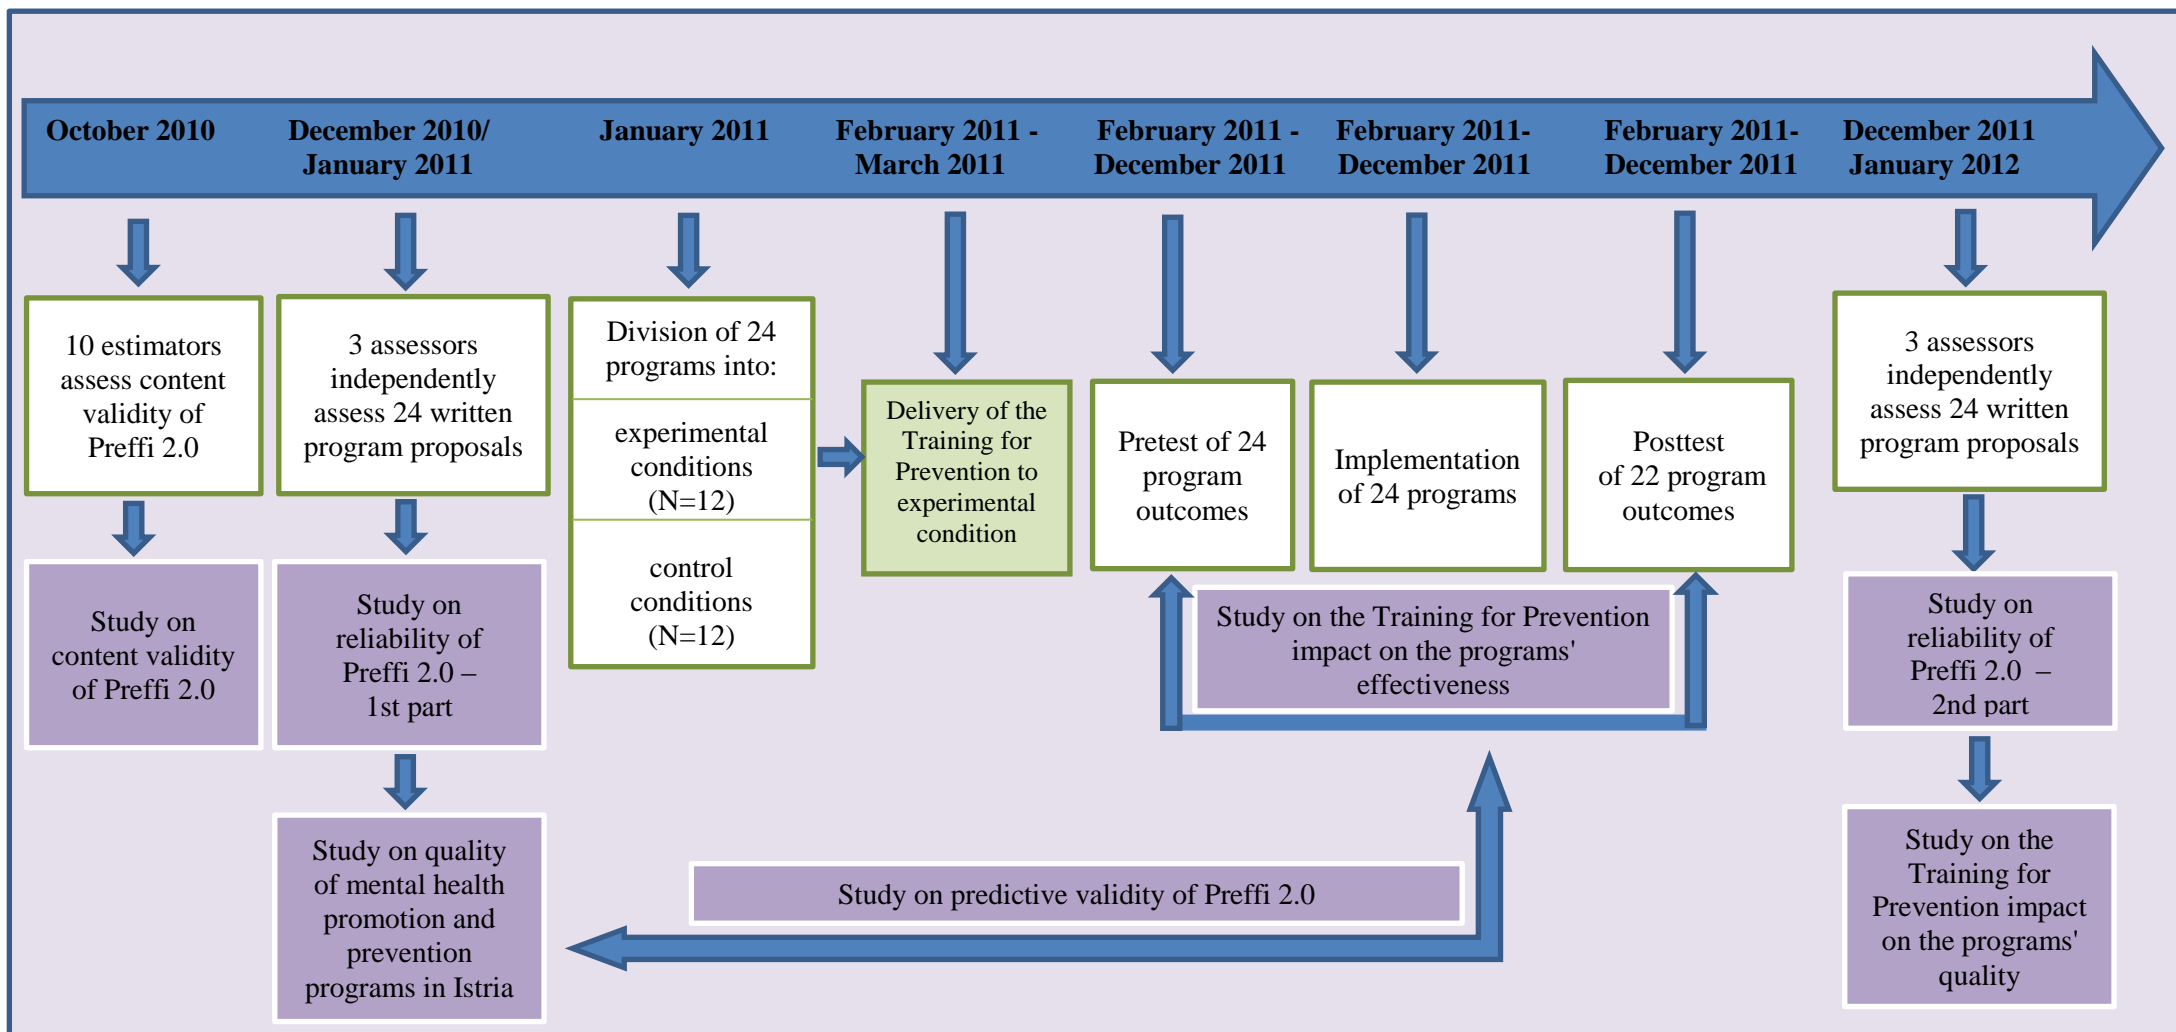 October 2010
December 2010/
January 2011
January 2011
February 2011 -
March 2011
February 2011 -
December 2011
February 2011-
December 2011
February 2011-
December 2011
December 2011
January 2012
10 estimators
assess content
validity of
Preffi 2.0
3 assessors
independently
assess 24 written
program proposals
Division of 24
programs into:
experimental
conditions
(N=12)
control
conditions
(N=12)
Delivery of the
Training for
Prevention to
experimental
condition
Pretest of 24
program
outcomes
Implementation
of 24 programs
Posttest
of 22 program
outcomes
3 assessors
independently
assess 24 written
program proposals
Study on
content validity
of Preffi 2.0
Study on
reliability of
Preffi 2.0 –
1st part
Study on the Training for Prevention
impact on the programs'
effectiveness
Study on
reliability of
Preffi 2.0 –
2nd part
Study on quality
of mental health
promotion and
prevention
programs in Istria
Study on predictive validity of Preffi 2.0
Study on the
Training for
Prevention impact
on the programs'
quality